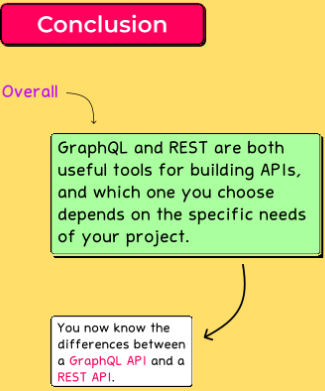 Conclusion
Overall
GraphQL and REST are both
useful tools for building APIs,
and which one you choose
depends on the specific needs
of your project.
You now know the
differences between
a GraphQL API and a
REST API.